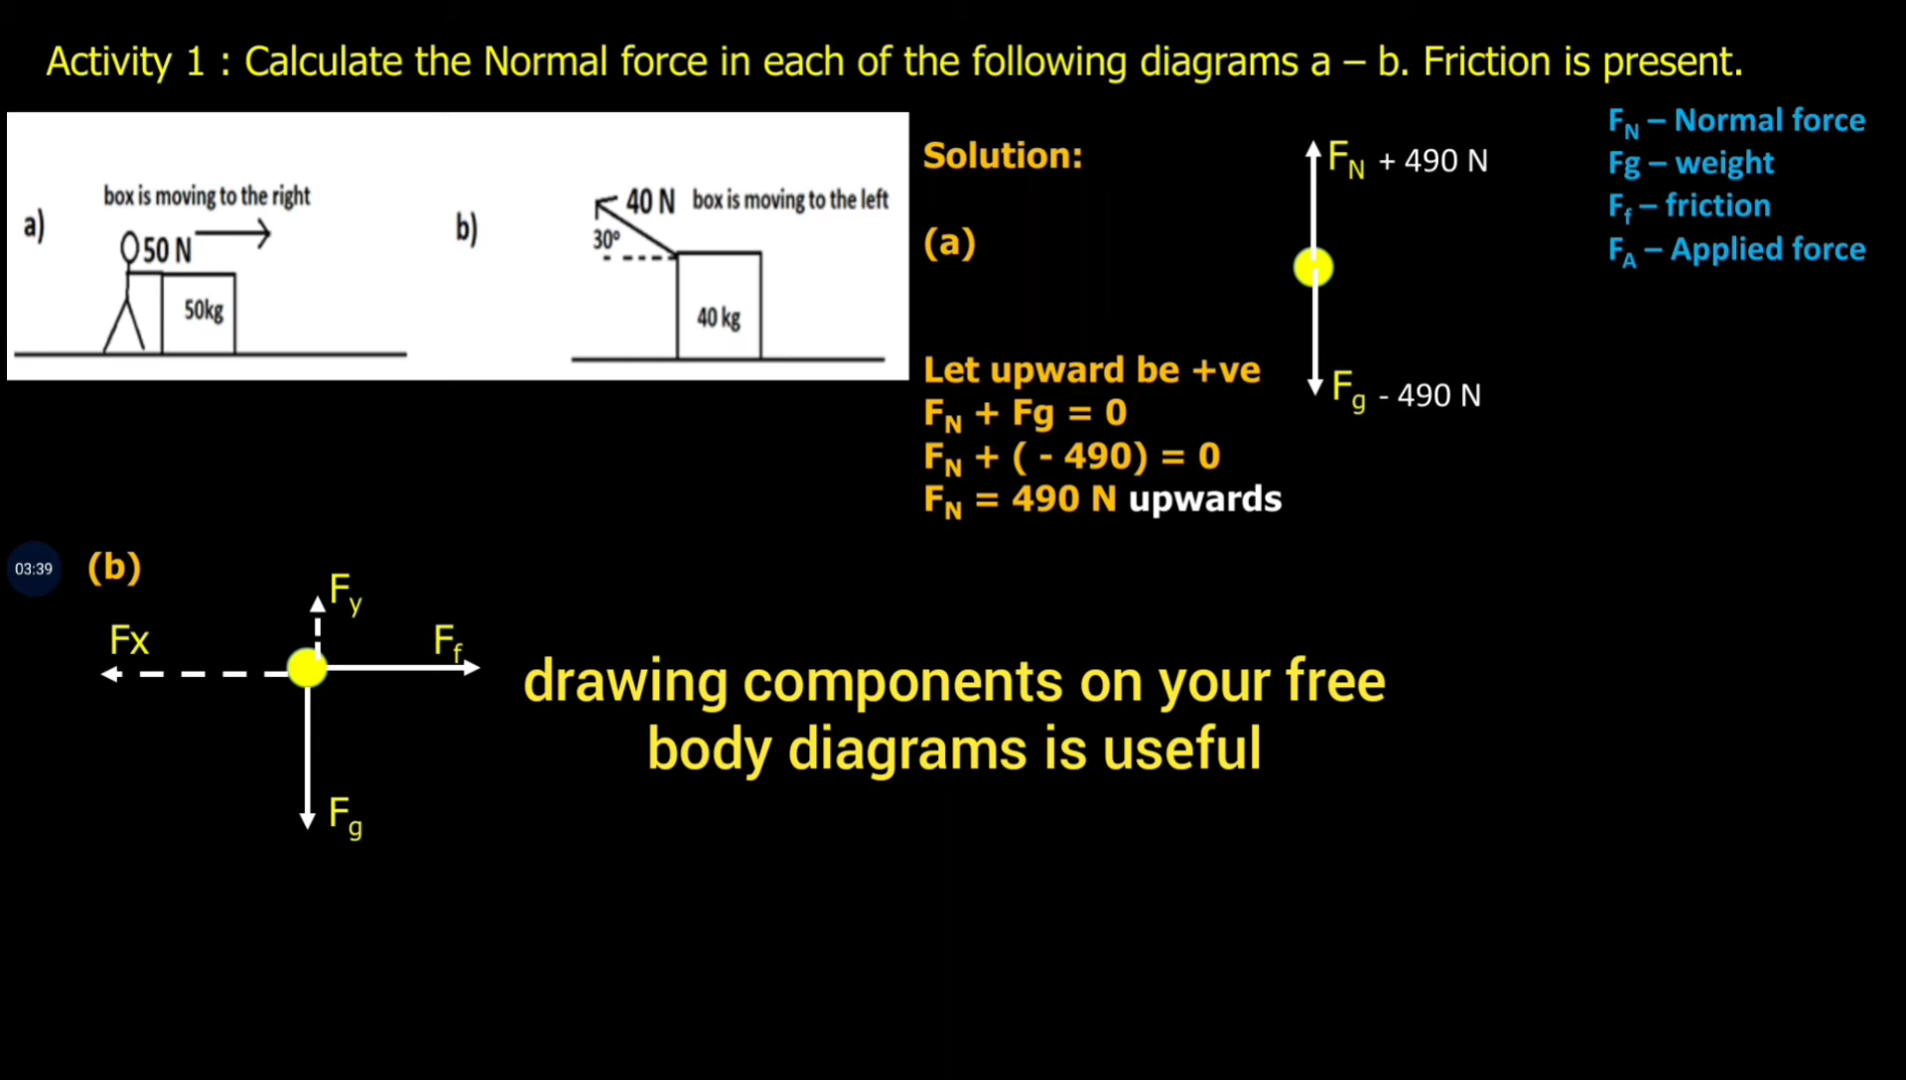 Activity 1 : Calculate the Normal force in each of the following diagrams a – b. Friction is present.
a)
box is moving to the right
50 N
50kg
b)
40 N box is moving to the left
30°
40 kg
Solution:
(a)
F_N + 490 N
F_g - 490 N
Let upward be +ve
F_N + Fg = 0
F_N + ( - 490) = 0
F_N = 490 N upwards
F_N – Normal force
Fg – weight
F_f – friction
F_A – Applied force
03:39
(b)
F_y
Fx
F_f
F_g
drawing components on your free
body diagrams is useful